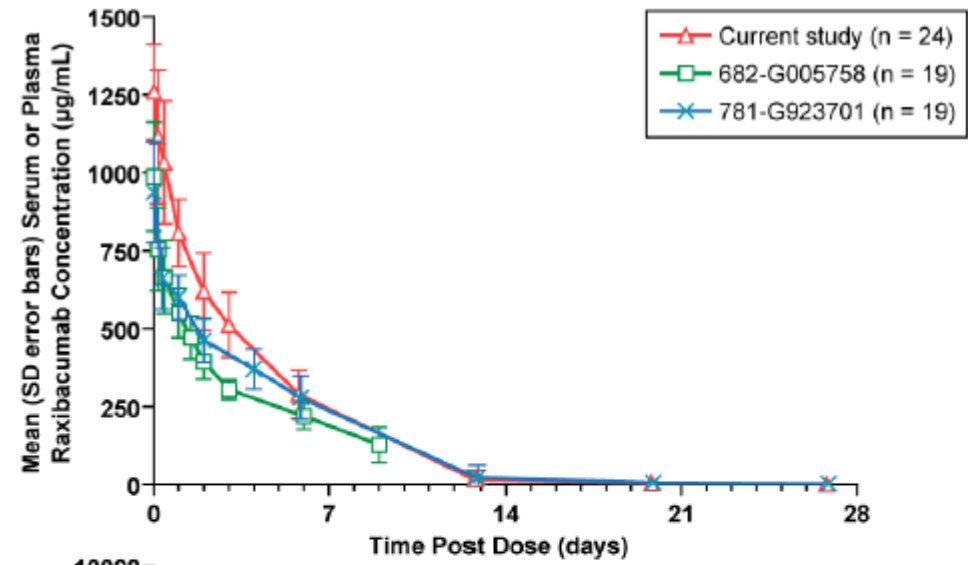 1500
1250
1000
750
500
250
0
Mean (SD error bars) Serum or Plasma
Raxibacumab Concentration (µg/mL)
Current study (n = 24)
682-G005758 (n = 19)
781-G923701 (n = 19)
0 7 14 21 28
Time Post Dose (days)